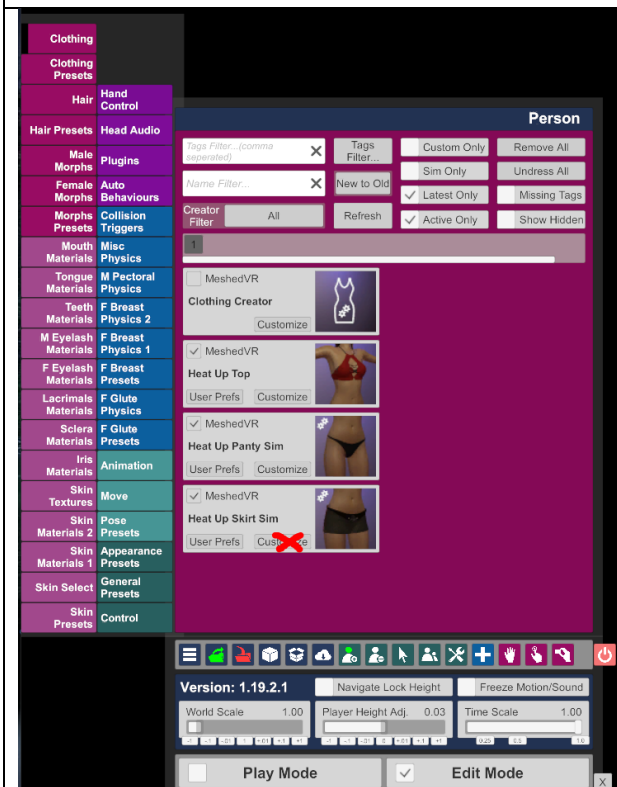 Clothing
Clothing
Presets
Hair
Hand
Control
Hair Presets
Head Audio
Male
Morphs
Plugins
Female
Morphs
Auto
Behaviours
Morphs
Presets
Collision
Triggers
Mouth
Materials
Misc
Physics
Tongue
Materials
M Pectoral
Physics
Teeth
Materials
F Breast
Physics 2
M Eyelash
Materials
F Breast
Physics 1
F Eyelash
Materials
F Breast
Presets
Lacrimals
Materials
F Glute
Physics
Sclera
Materials
F Glute
Presets
Iris
Materials
Animation
Skin
Textures
Move
Skin
Materials 2
Pose
Presets
Skin
Materials 1
Appearance
Presets
Skin Select
General
Presets
Skin
Presets
Control
Person
Tags Filter...(comma
seperated)
Tags
Filter...
Custom Only
Remove All
Sim Only
Undress All
Name Filter...
New to Old
Latest Only
Missing Tags
Creator
Filter
All
Refresh
Active Only
Show Hidden
1
MeshedVR
Clothing Creator
Customize
MeshedVR
Heat Up Top
User Prefs Customize
MeshedVR
Heat Up Panty Sim
User Prefs Customize
MeshedVR
Heat Up Skirt Sim
User Prefs Customize
Version: 1.19.2.1
Navigate Lock Height
Freeze Motion/Sound
World Scale 1.00
Player Height Adj. 0.03
Time Scale 1.00
0.25 0.5 1.0
Play Mode
Edit Mode
X